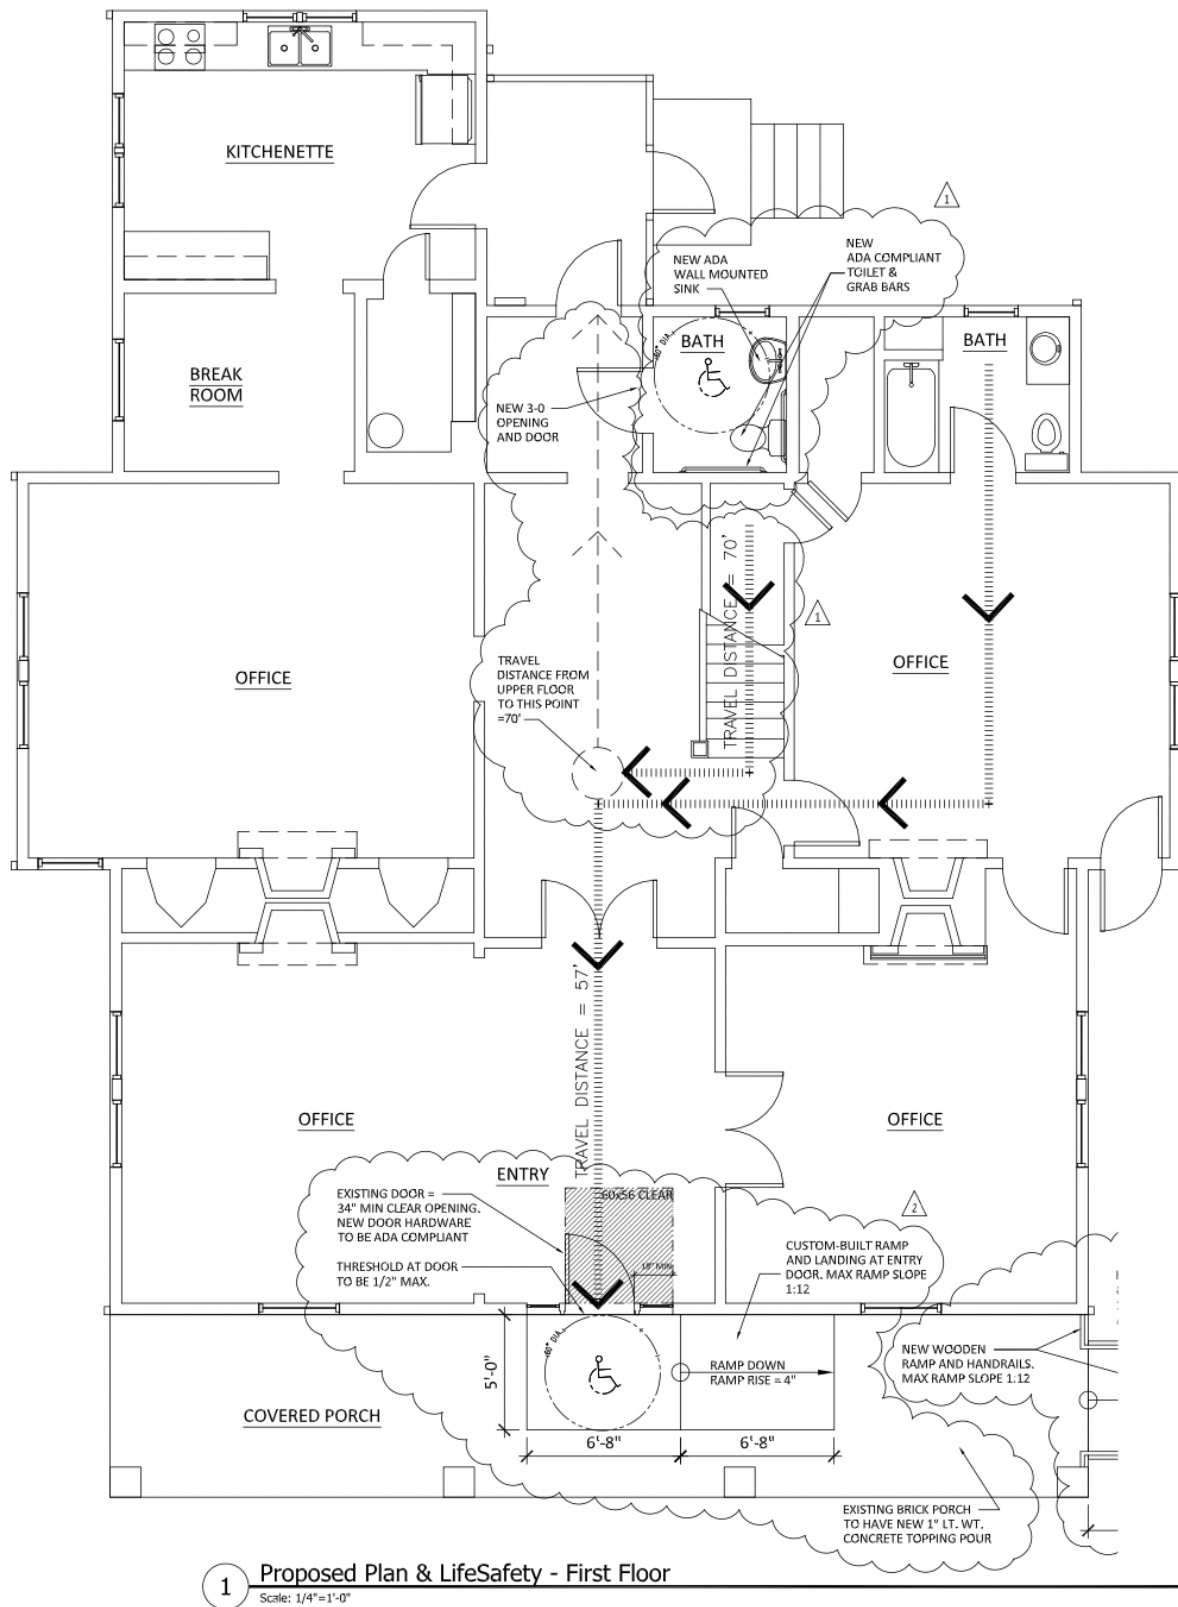 KITCHENETTE
1
NEW ADA
WALL MOUNTED
SINK
NEW
ADA COMPLIANT
TOILET &
GRAB BARS
BATH
60" DIA.
BATH
BREAK
ROOM
NEW 3-0
OPENING
AND DOOR
TRAVEL DISTANCE = 70'
1
OFFICE
OFFICE
TRAVEL
DISTANCE FROM
UPPER FLOOR
TO THIS POINT
=70'
TRAVEL DISTANCE = 57'
OFFICE
OFFICE
ENTRY
EXISTING DOOR =
34" MIN CLEAR OPENING.
NEW DOOR HARDWARE
TO BE ADA COMPLIANT
THRESHOLD AT DOOR
TO BE 1/2" MAX.
60x56 CLEAR
18" MIN
2
CUSTOM-BUILT RAMP
AND LANDING AT ENTRY
DOOR. MAX RAMP SLOPE
1:12
60" DIA.
5'-0"
RAMP DOWN
RAMP RISE = 4"
NEW WOODEN
RAMP AND HANDRAILS.
MAX RAMP SLOPE 1:12
COVERED PORCH
6'-8"
6'-8"
EXISTING BRICK PORCH
TO HAVE NEW 1" LT. WT.
CONCRETE TOPPING POUR
1
Proposed Plan & LifeSafety - First Floor
Scale: 1/4"=1'-0"